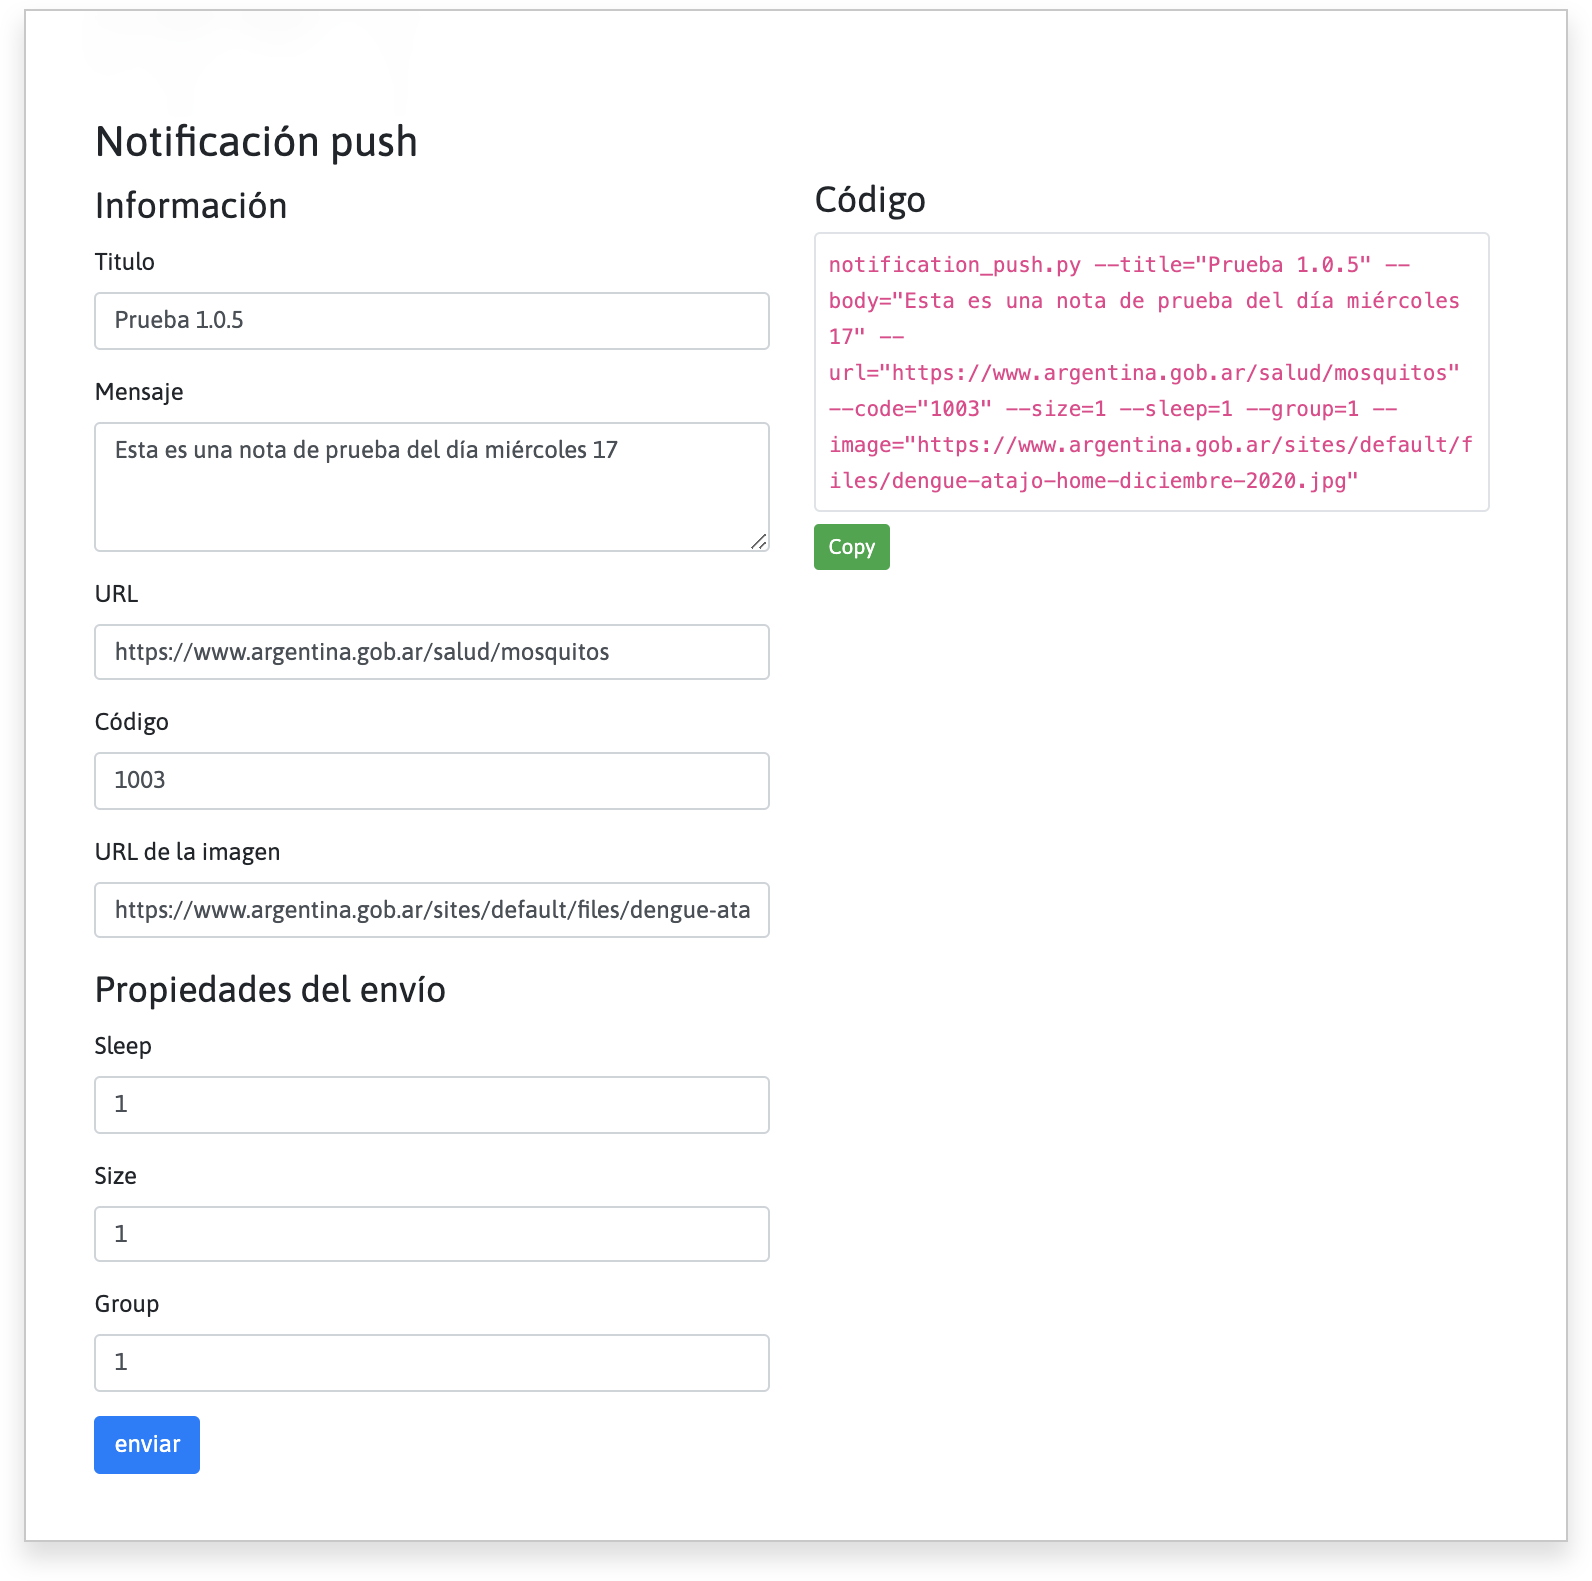 Notificación push
Información
Titulo
Prueba 1.0.5
Mensaje
Esta es una nota de prueba del día miércoles 17
URL
https://www.argentina.gob.ar/salud/mosquitos
Código
1003
URL de la imagen
https://www.argentina.gob.ar/sites/default/files/dengue-ata
Propiedades del envío
Sleep
1
Size
1
Group
1
enviar
Código
notification_push.py --title="Prueba 1.0.5" --
body="Esta es una nota de prueba del día miércoles
17" --
url="https://www.argentina.gob.ar/salud/mosquitos"
--code="1003" --size=1 --sleep=1 --group=1 --
image="https://www.argentina.gob.ar/sites/default/f
iles/dengue-atajo-home-diciembre-2020.jpg"
Copy